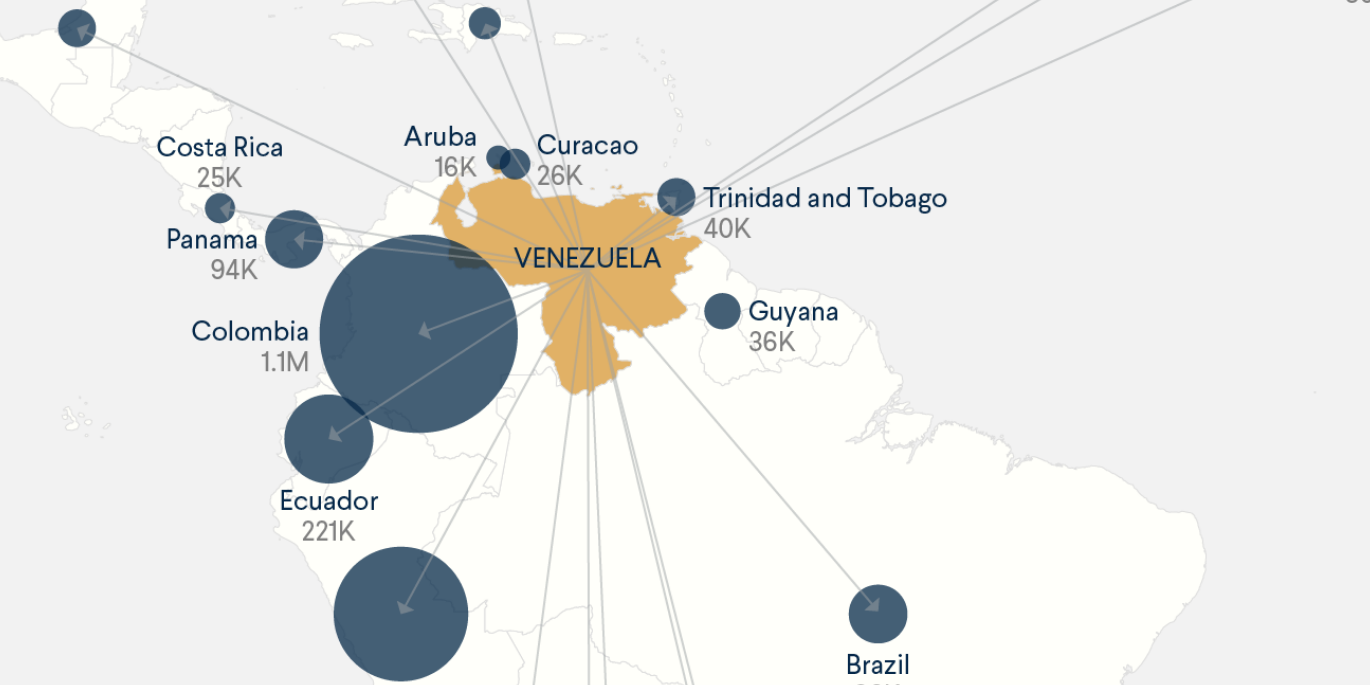 Costa Rica
25K
Aruba
16K
Curacao
26K
Trinidad and Tobago
40K
Panama
94K
VENEZUELA
Colombia
1.1M
Guyana
36K
Ecuador
221K
Brazil